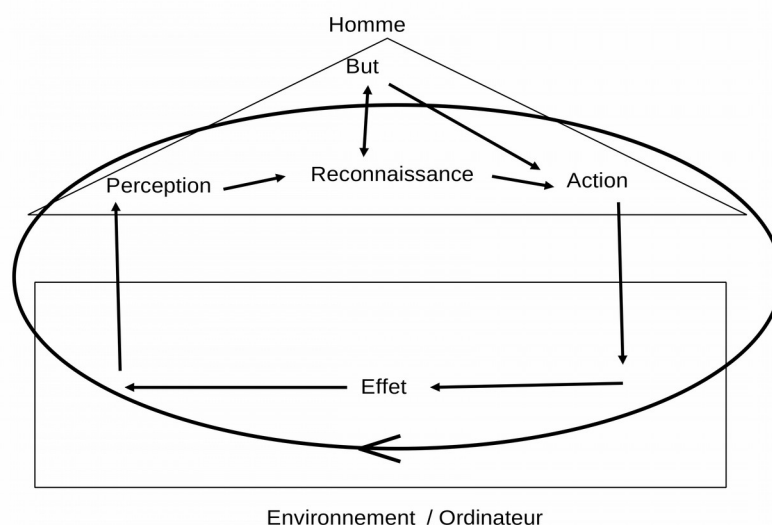 Homme
But
Perception
Reconnaissance
Action
Effet
Environnement / Ordinateur